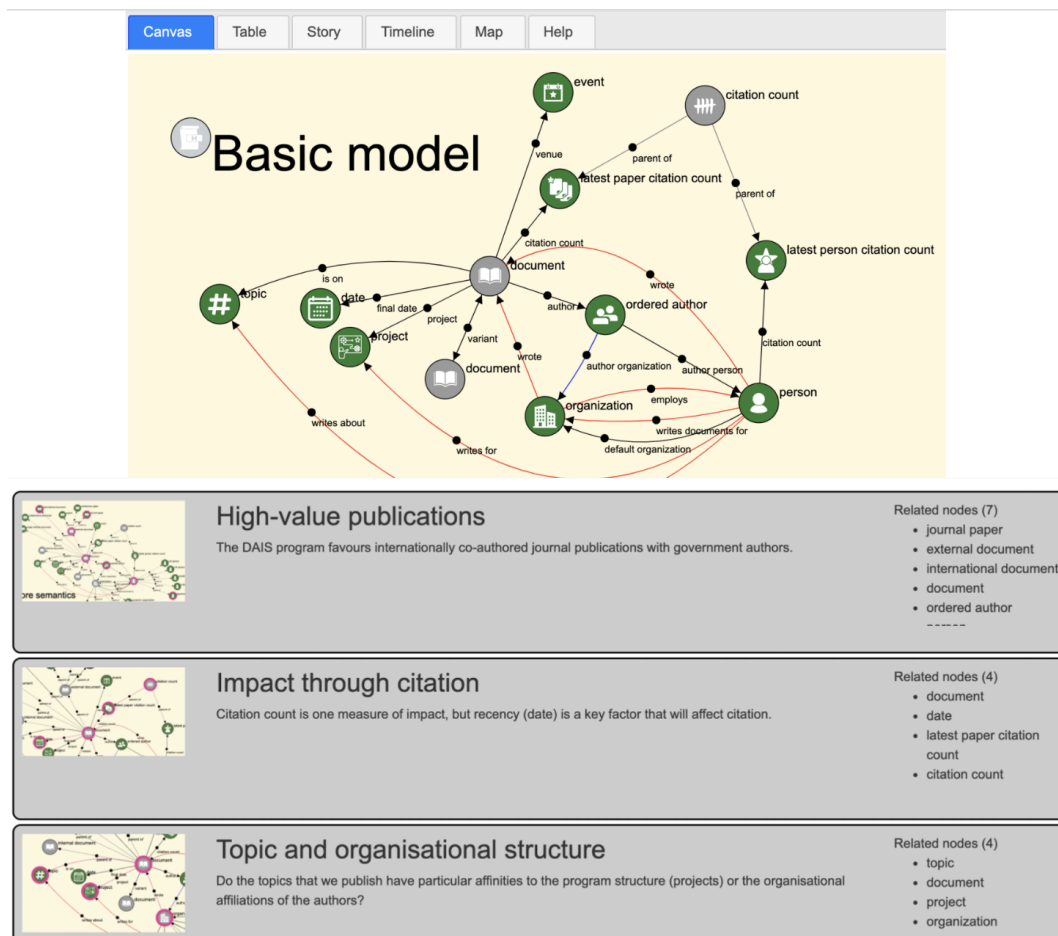 Canvas
Table
Story
Timeline
Map
Help
event
citation count
Basic model
venue
parent of
latest paper citation count
parent of
citation count
latest person citation count
document
is on
wrote
topic
date
final date
project
author
ordered author
project
variant
wrote
citation count
document
author organization
author person
organization
employs
person
writes about
writes documents for
writes for
default organization
High-value publications
The DAIS program favours internationally co-authored journal publications with government authors.
Related nodes (7)
• journal paper
• external document
• international document
• document
• ordered author
ore semantics
Impact through citation
Citation count is one measure of impact, but recency (date) is a key factor that will affect citation.
Related nodes (4)
• document
• date
• latest paper citation
count
• citation count
Topic and organisational structure
Do the topics that we publish have particular affinities to the program structure (projects) or the organisational
affiliations of the authors?
Related nodes (4)
• topic
• document
• project
• organization